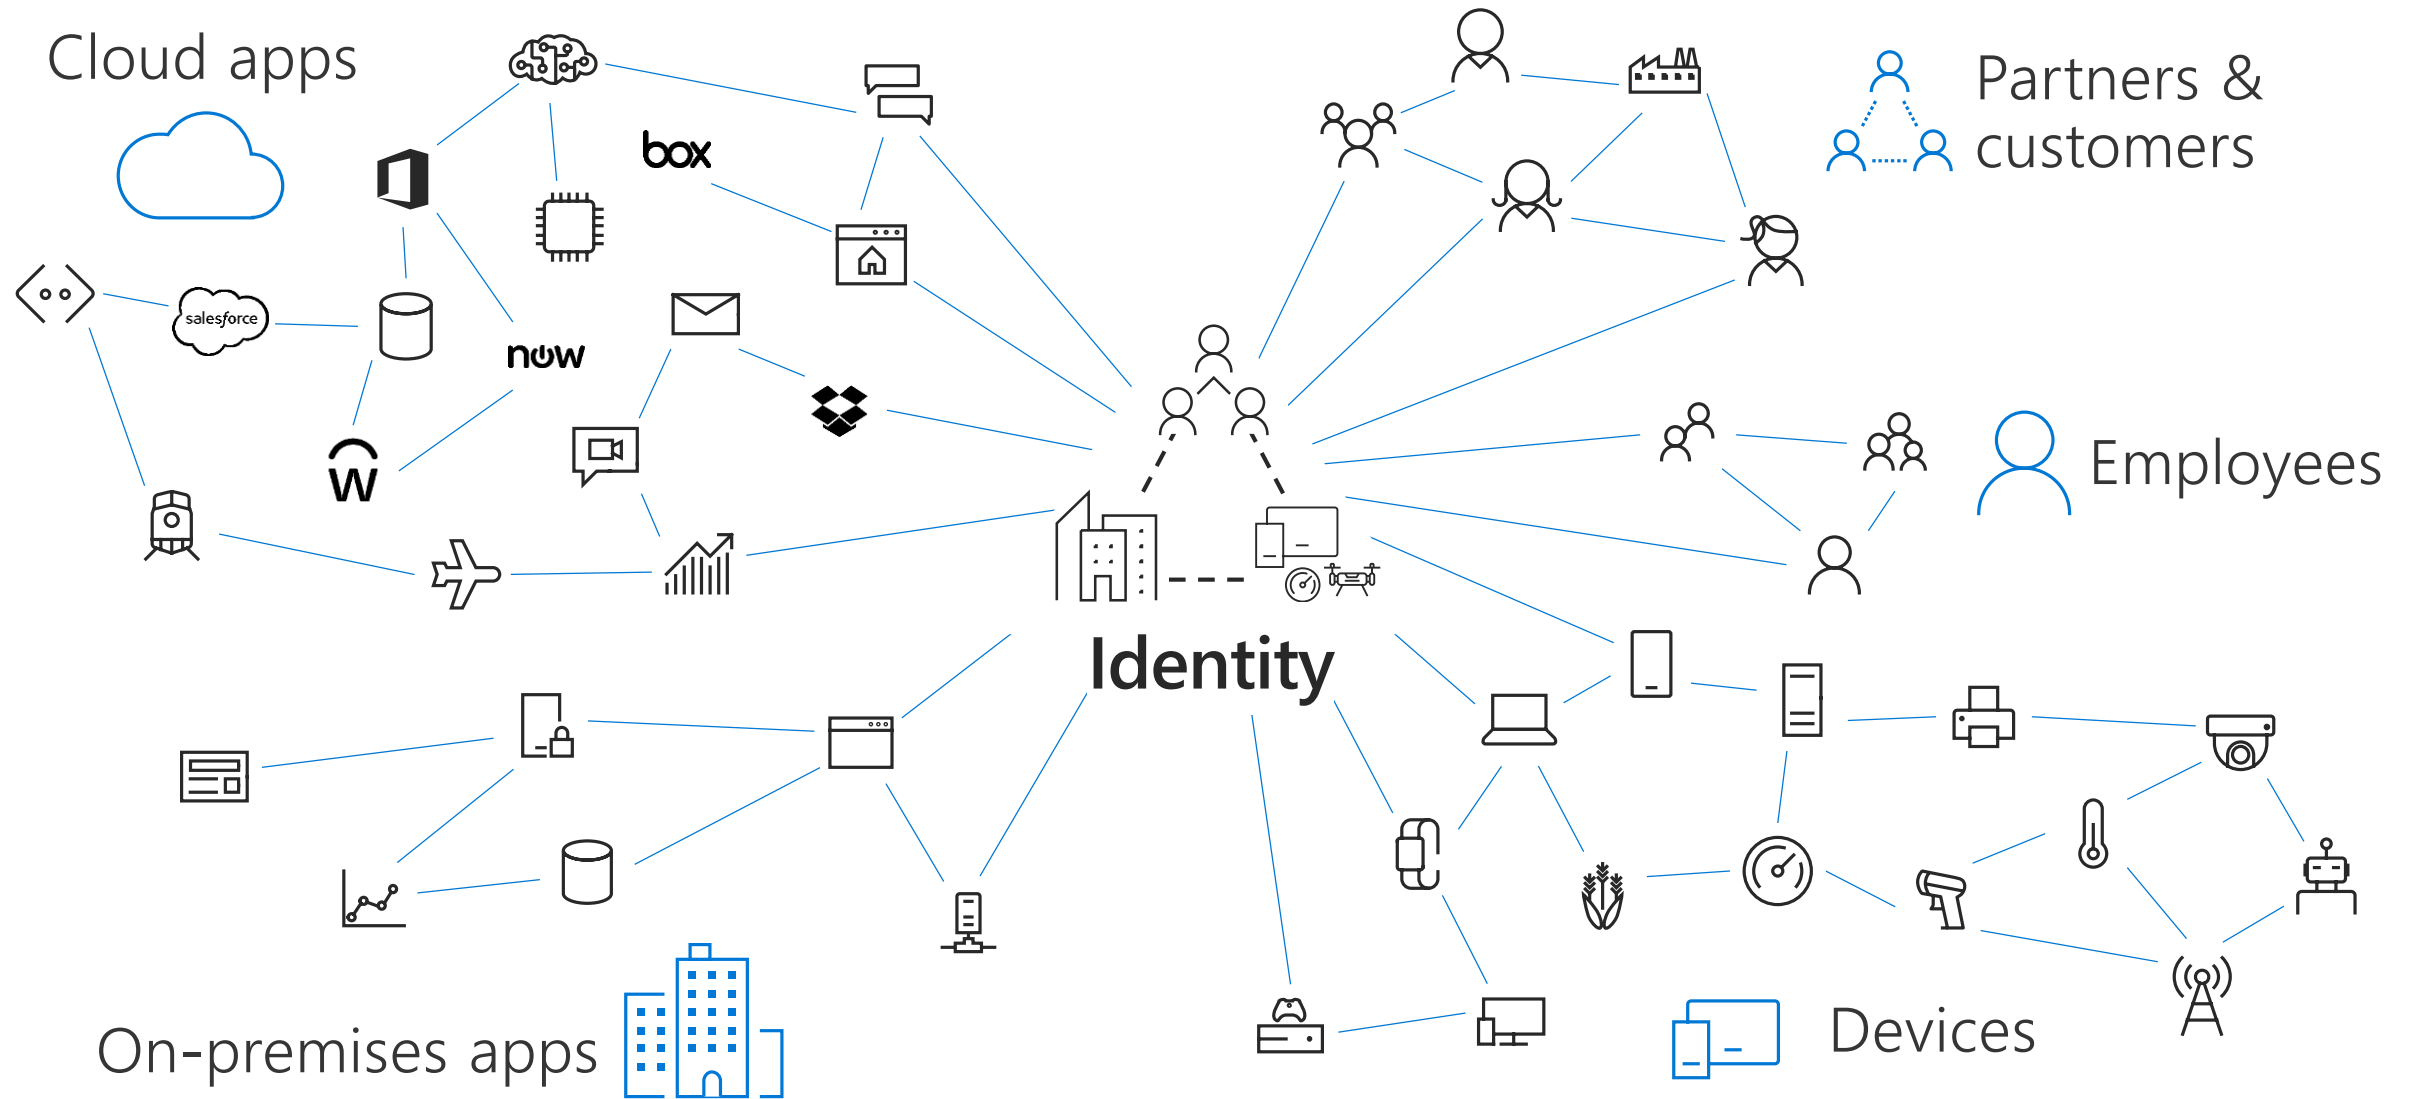 Cloud apps
Partners &
customers
box
salesforce
now
W
Employees
Identity
On-premises apps
Devices